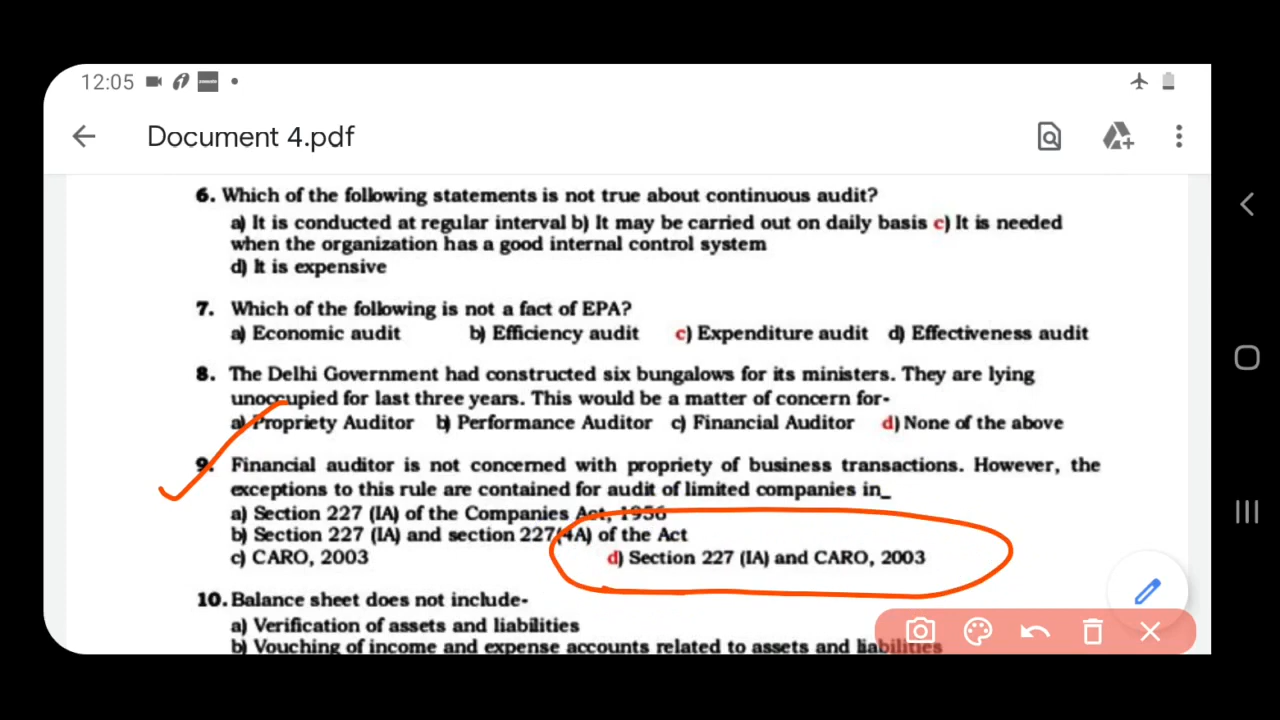 12:05
Document 4.pdf
6. Which of the following statements is not true about continuous audit?
a) It is conducted at regular interval b) It may be carried out on daily basis c) It is needed
when the organization has a good internal control system
d) It is expensive
7. Which of the following is not a fact of EPA?
a) Economic audit b) Efficiency audit c) Expenditure audit d) Effectiveness audit
8. The Delhi Government had constructed six bungalows for its ministers. They are lying
unoccupied for last three years. This would be a matter of concern for-
a) Propriety Auditor b) Performance Auditor c) Financial Auditor d) None of the above
9. Financial auditor is not concerned with propriety of business transactions. However, the
exceptions to this rule are contained for audit of limited companies in_
a) Section 227 (IA) of the Companies Act, 1956
b) Section 227 (IA) and section 227(4A) of the Act
c) CARO, 2003 d) Section 227 (IA) and CARO, 2003
10. Balance sheet does not include-
a) Verification of assets and liabilities
b) Vouching of income and expense accounts related to assets and liabilities